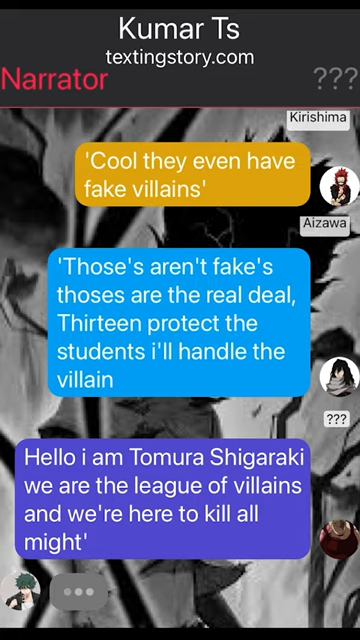 Kumar Ts
textingstory.com
Narrator
???
Kirishima
'Cool they even have
fake villains'
Aizawa
'Those's aren't fake's
thoses are the real deal,
Thirteen protect the
students i'll handle the
villain
???
Hello i am Tomura Shigaraki
we are the league of villains
and we're here to kill all
might'